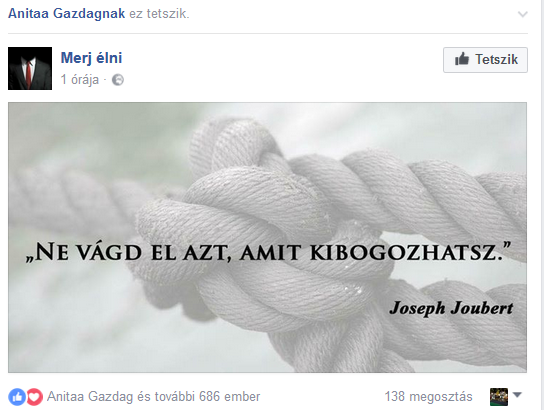 Anitaa Gazdagnak ez tetszik.
Merj élni
Tetszik
1 órája ·
„NE VÁGD EL AZT, AMIT KIBOGOZHATSZ.”
Joseph Joubert
Anitaa Gazdag és további 686 ember
138 megosztás